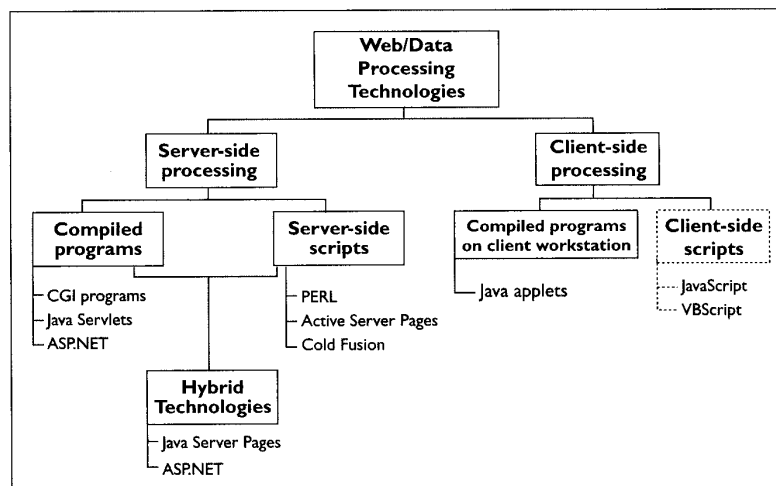 Web/Data
Processing
Technologies
Server-side
processing
Client-side
processing
Compiled
programs
Server-side
scripts
Compiled programs
on client workstation
Client-side
scripts
CGI programs
Java Servlets
ASP.NET
PERL
Active Server Pages
Cold Fusion
Java applets
JavaScript
VBScript
Hybrid
Technologies
Java Server Pages
ASP.NET